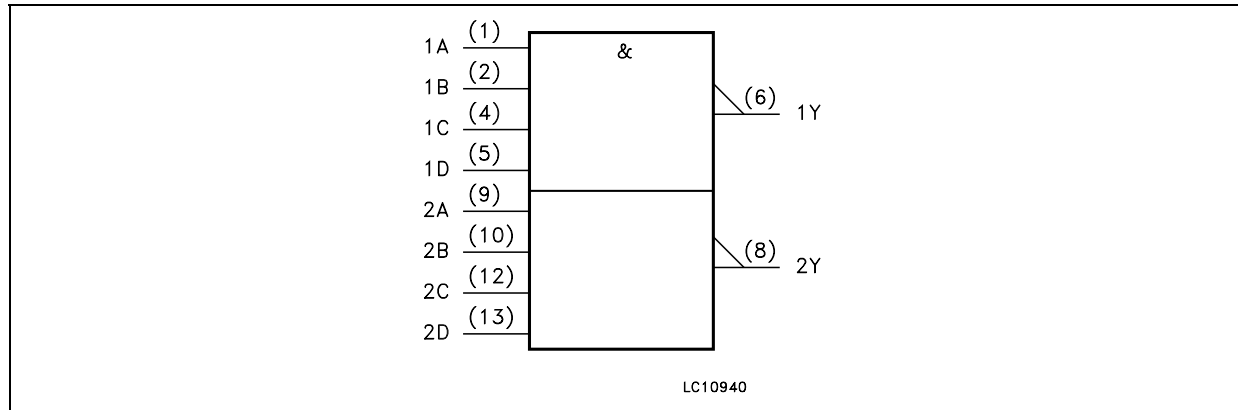 1A (1)
&
1B (2)
(6) 1Y
1C (4)
1D (5)
2A (9)
2B (10)
(8) 2Y
2C (12)
2D (13)
LC10940